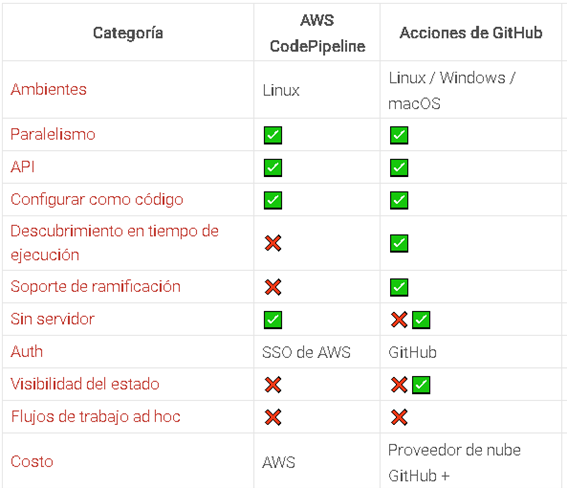 Categoría AWS CodePipeline Acciones de GitHub
Ambientes Linux Linux / Windows / macOS
Paralelismo ✅ ✅
API ✅ ✅
Configurar como código ✅ ✅
Descubrimiento en tiempo de ejecución ❌ ✅
Soporte de ramificación ❌ ✅
Sin servidor ✅ ❌✅
Auth SSO de AWS GitHub
Visibilidad del estado ❌ ❌✅
Flujos de trabajo ad hoc ❌ ❌
Costo AWS Proveedor de nube GitHub +